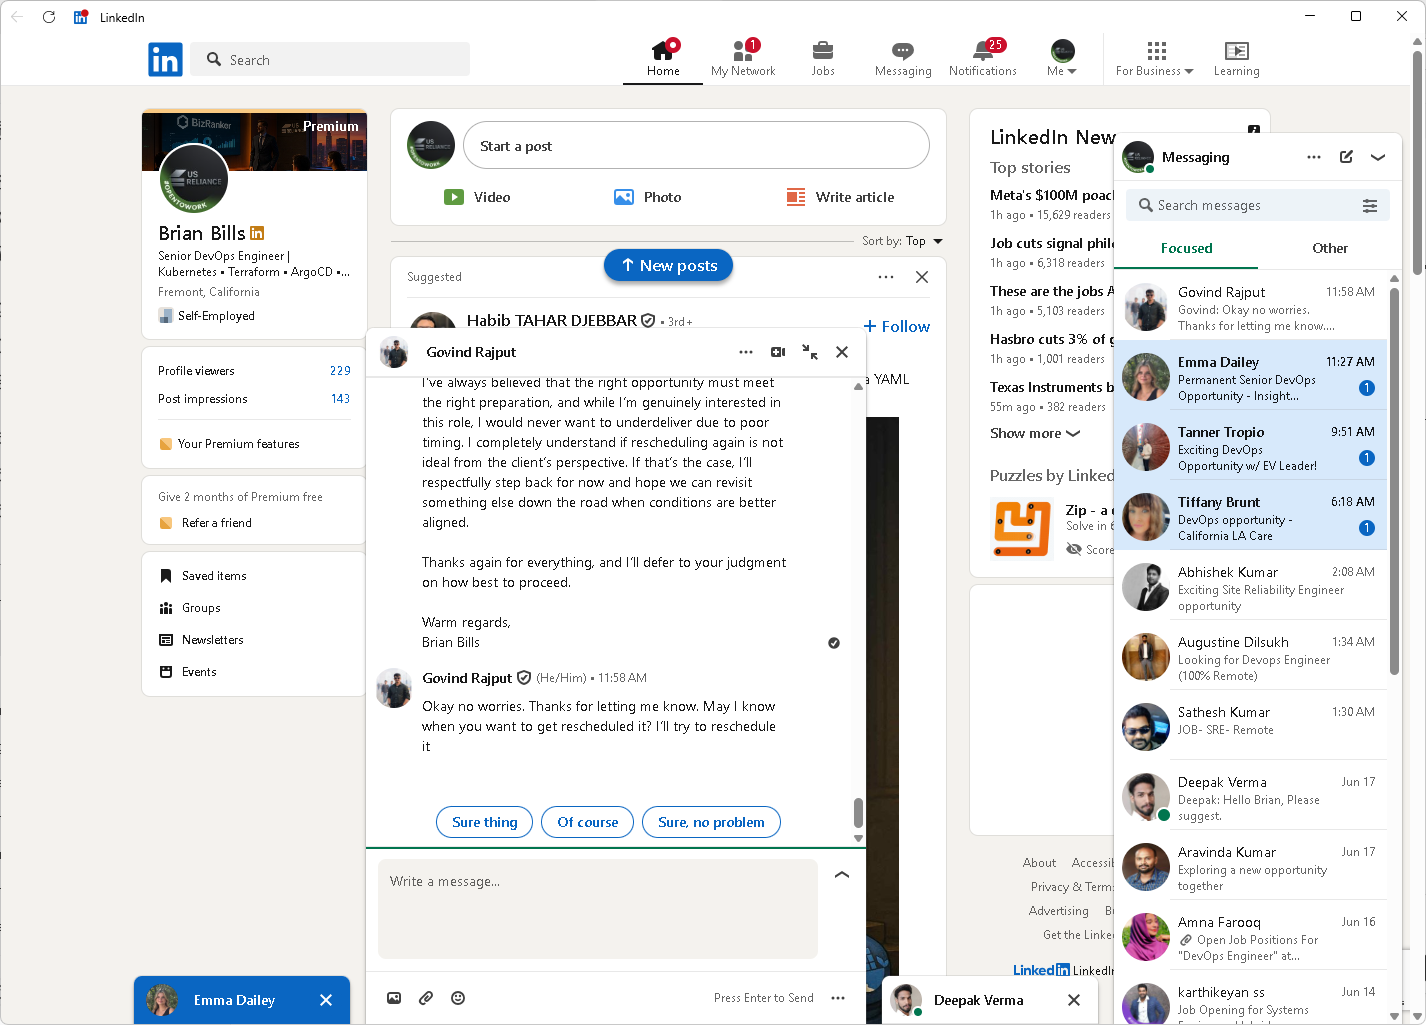 LinkedIn
in
Search
Home
1
My Network
Jobs
Messaging
25
Notifications
Me
For Business
Learning
BizRanker
Premium
US RELIANCE
#OPENTOWORK
Brian Bills
Senior DevOps Engineer |
Kubernetes • Terraform • ArgoCD •...
Fremont, California
Self-Employed
Profile viewers 229
Post impressions 143
Your Premium features
Give 2 months of Premium free
Refer a friend
Saved items
Groups
Newsletters
Events
Start a post
Video
Photo
Write article
Sort by: Top
New posts
Suggested
Habib TAHAR DJEBBAR • 3rd+
+ Follow
a YAML
Govind Rajput
I've always believed that the right opportunity must meet
the right preparation, and while I'm genuinely interested in
this role, I would never want to underdeliver due to poor
timing. I completely understand if rescheduling again is not
ideal from the client's perspective. If that's the case, I'll
respectfully step back for now and hope we can revisit
something else down the road when conditions are better
aligned.
Thanks again for everything, and I'll defer to your judgment
on how best to proceed.
Warm regards,
Brian Bills
Govind Rajput (He/Him) • 11:58 AM
Okay no worries. Thanks for letting me know. May I know
when you want to get rescheduled it? I'll try to reschedule
it
Sure thing
Of course
Sure, no problem
Write a message...
Press Enter to Send
Emma Dailey
Deepak Verma
LinkedIn New
Top stories
Meta's $100M poac
1h ago • 15,629 readers
Job cuts signal phil
1h ago • 6,318 readers
These are the jobs A
1h ago • 5,103 readers
Hasbro cuts 3% of
1h ago • 1,001 readers
Texas Instruments b
55m ago • 382 readers
Show more
Puzzles by Linked
Zip - a
Solve in 6
Score
About Accessib
Privacy & Term
Advertising
Get the Linke
LinkedIn LinkedIn
Messaging
Search messages
Focused
Other
Govind Rajput 11:58 AM
Govind: Okay no worries.
Thanks for letting me know....
Emma Dailey 11:27 AM
Permanent Senior DevOps
Opportunity - Insight...
1
Tanner Tropio 9:51 AM
Exciting DevOps
Opportunity w/ EV Leader!
1
Tiffany Brunt 6:18 AM
DevOps opportunity -
California LA Care
1
Abhishek Kumar 2:08 AM
Exciting Site Reliability Engineer
opportunity
Augustine Dilsukh 1:34 AM
Looking for Devops Engineer
(100% Remote)
Sathesh Kumar 1:30 AM
JOB- SRE- Remote
Deepak Verma Jun 17
Deepak: Hello Brian, Please
suggest.
Aravinda Kumar Jun 17
Exploring a new opportunity
together
Amna Farooq Jun 16
Open Job Positions For
"DevOps Engineer" at...
karthikeyan ss Jun 14
Job Opening for Systems